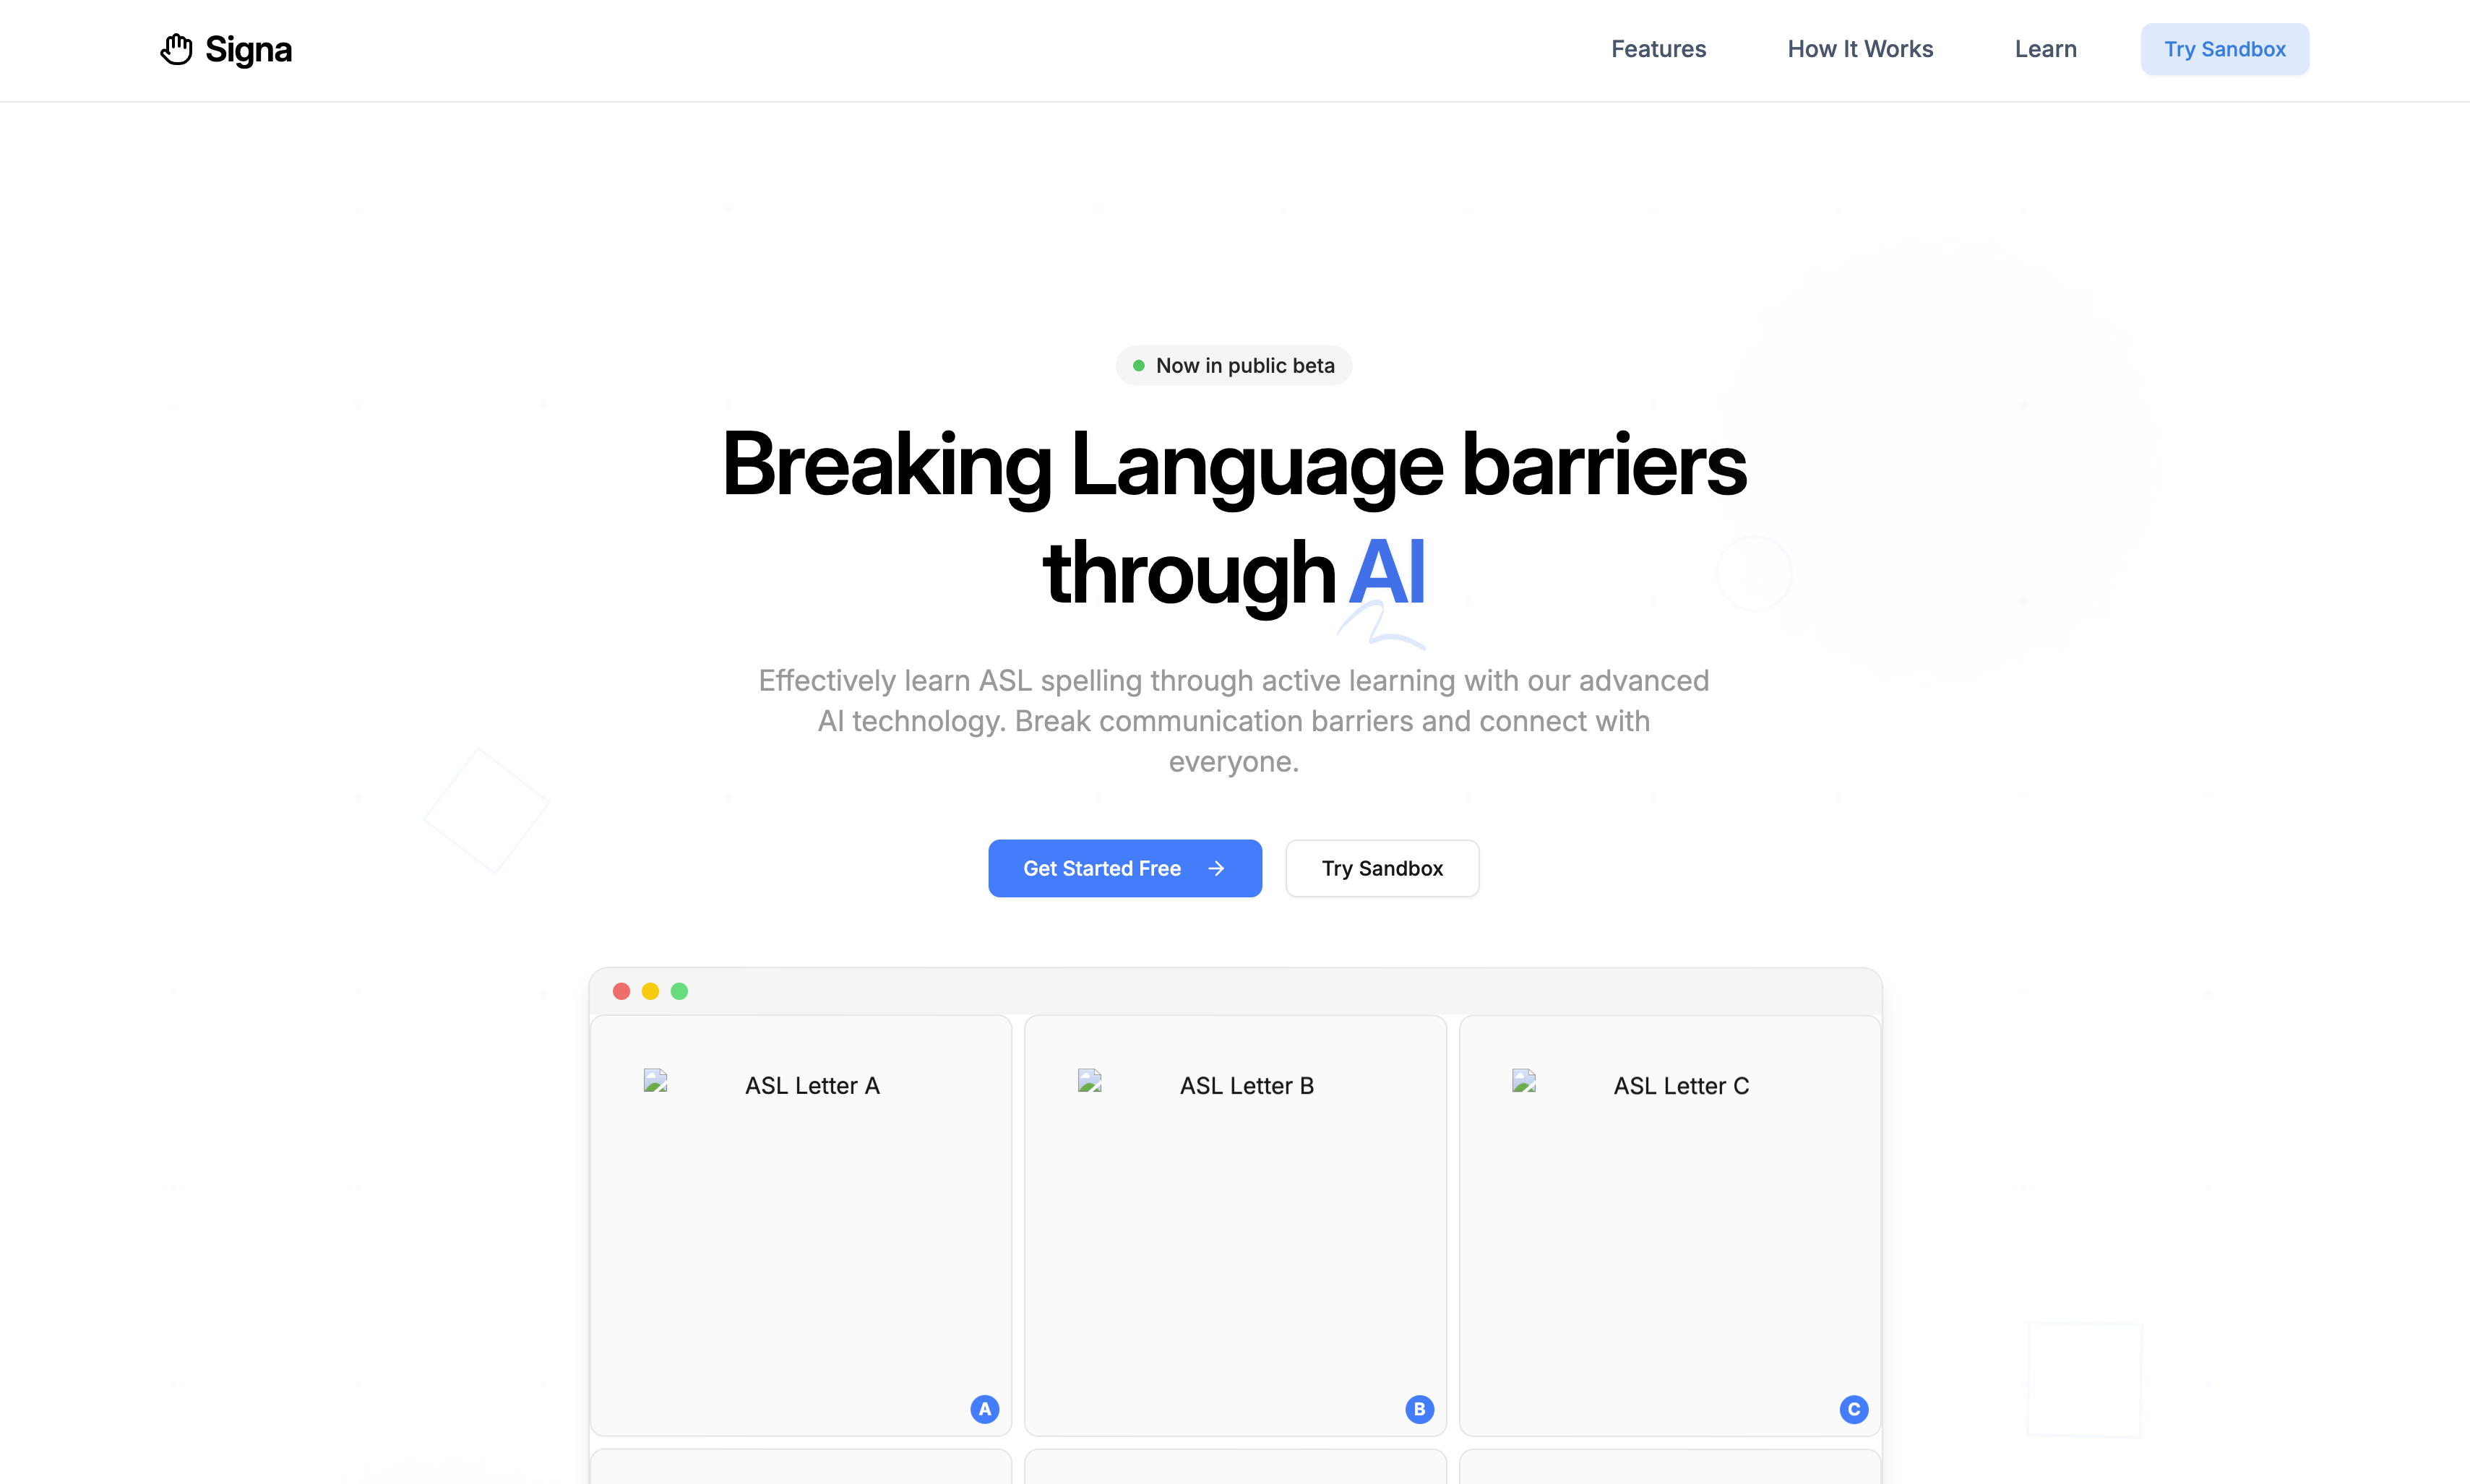 Signa
Features
How It Works
Learn
Try Sandbox
Now in public beta
Breaking Language barriers
through AI
Effectively learn ASL spelling through active learning with our advanced
AI technology. Break communication barriers and connect with
everyone.
Get Started Free
Try Sandbox
ASL Letter A
ASL Letter B
ASL Letter C
A
B
C